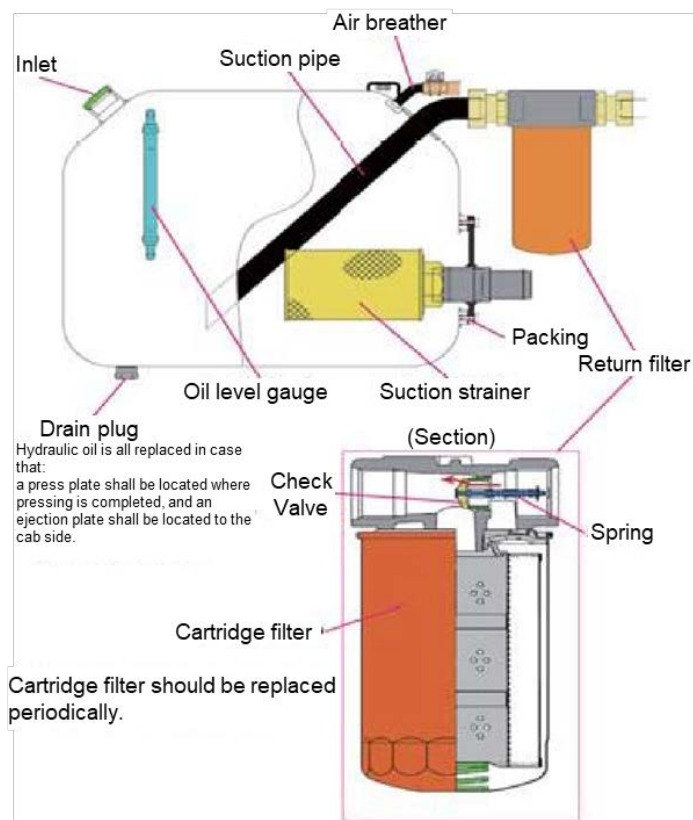 Air breather
Suction pipe
Inlet
Packing
Return filter
Oil level gauge
Suction strainer
Drain plug
Hydraulic oil is all replaced in case
that:
a press plate shall be located where
pressing is completed, and an
ejection plate shall be located to the
cab side.
(Section)
Check
Valve
Spring
Cartridge filter
Cartridge filter should be replaced
periodically.